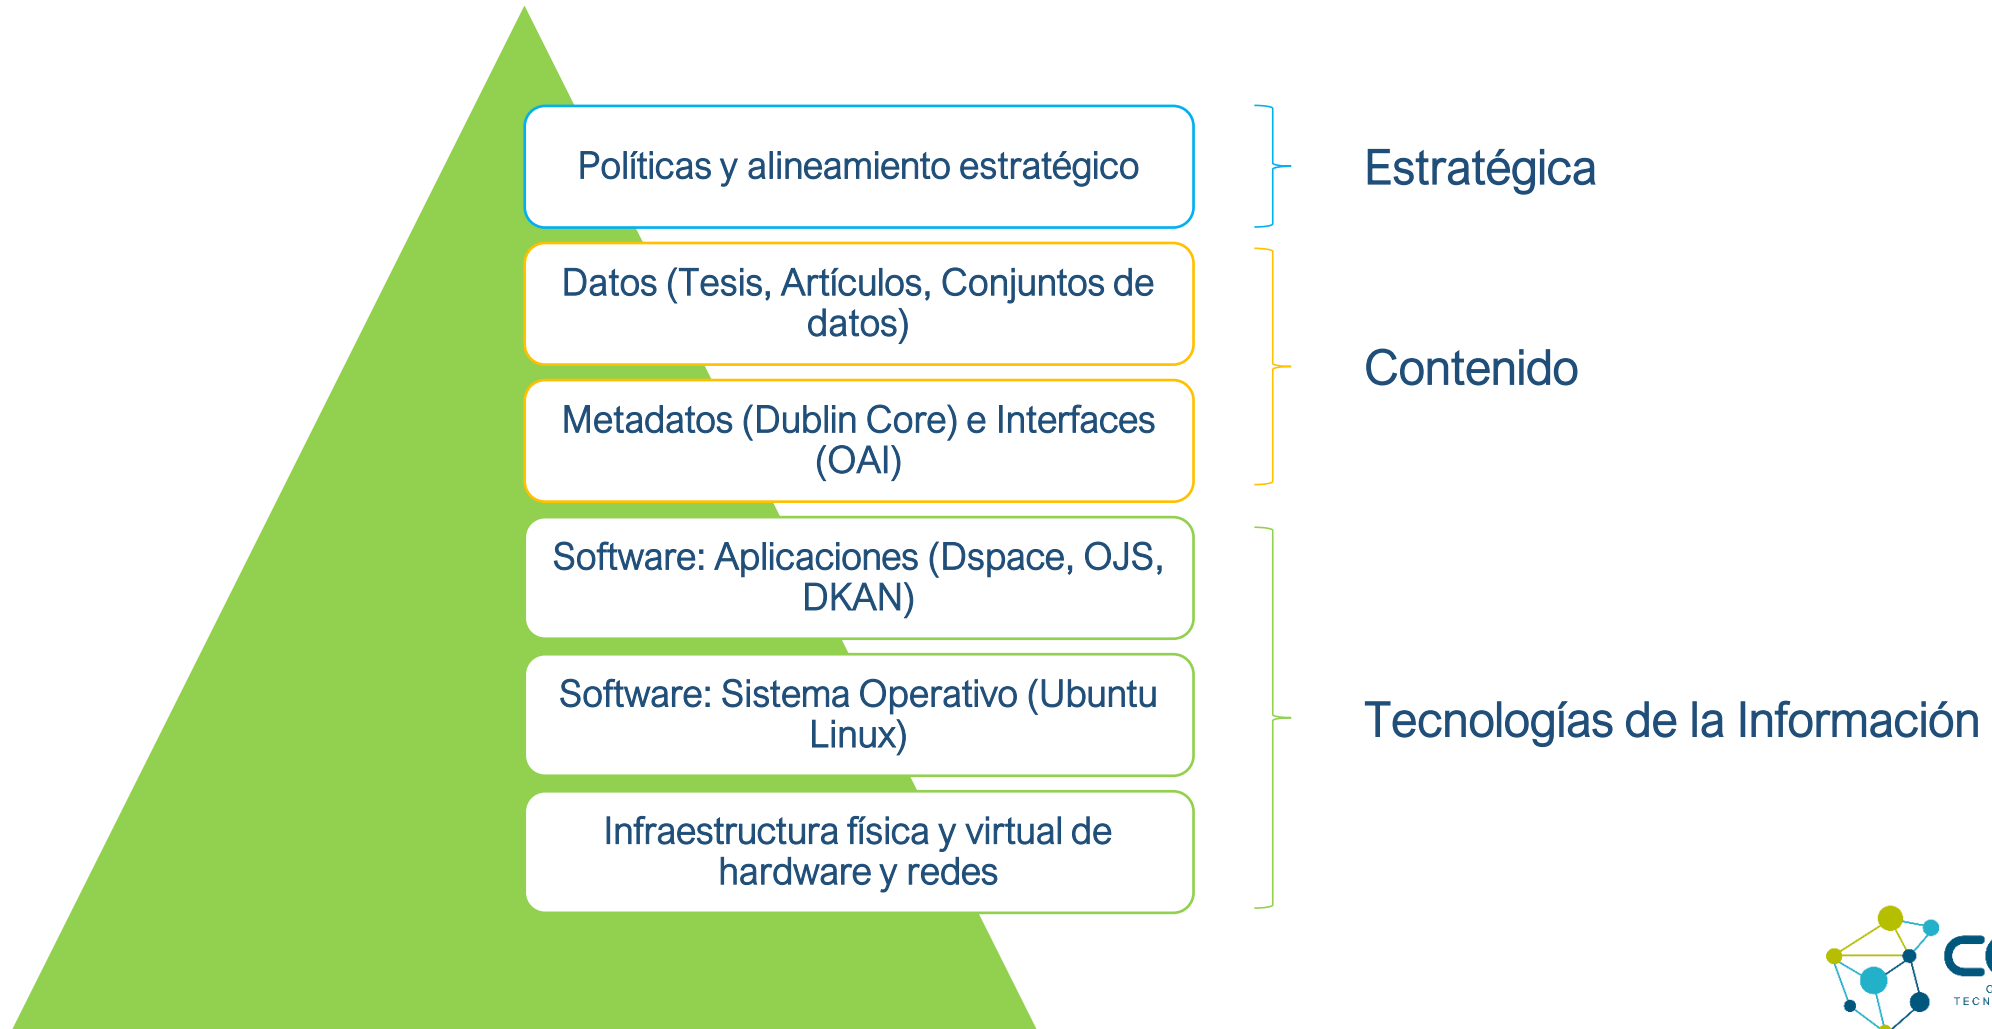 Políticas y alineamiento estratégico
Estratégica
Datos (Tesis, Artículos, Conjuntos de
datos)
Contenido
Metadatos (Dublin Core) e Interfaces
(OAI)
Software: Aplicaciones (Dspace, OJS,
DKAN)
Software: Sistema Operativo (Ubuntu
Linux)
Tecnologías de la Información
Infraestructura física y virtual de
hardware y redes